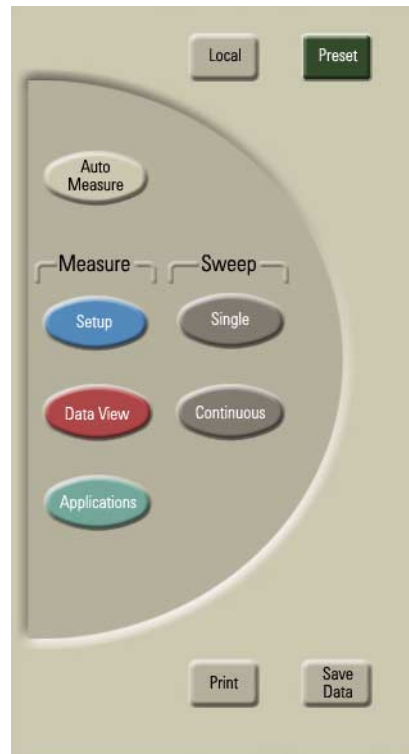 Local
Preset
Auto
Measure
Measure
Sweep
Setup
Single
Data View
Continuous
Applications
Print
Save
Data